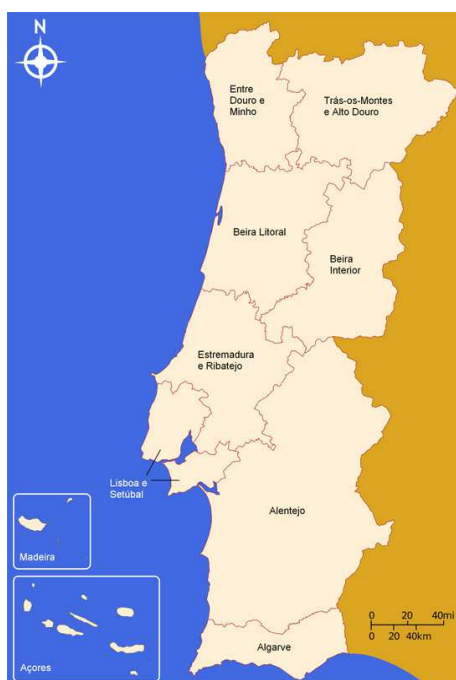 N
Entre
Douro e
Minho
Trás-os-Montes
e Alto Douro
Beira Litoral
Beira
Interior
Estremadura
e Ribatejo
Lisboa e
Setúbal
Alentejo
Madeira
Açores
Algarve
0 20 40mi
0 20 40km